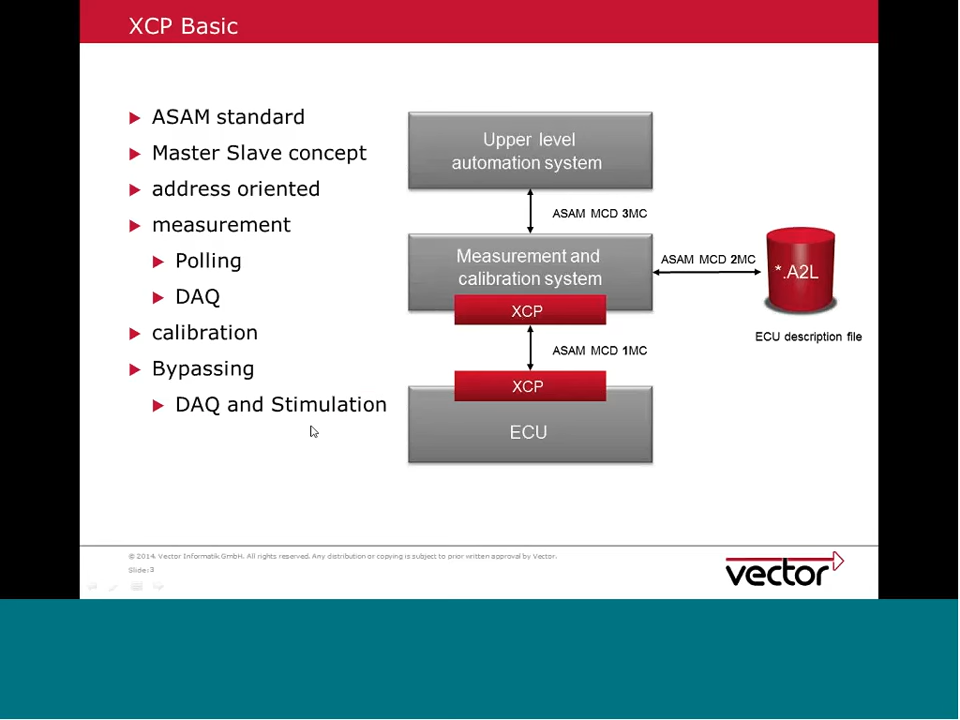 XCP Basic
ASAM standard
Master Slave concept
address oriented
measurement
Polling
DAQ
calibration
Bypassing
DAQ and Stimulation
Upper level
automation system
ASAM MCD 3MC
Measurement and
calibration system
XCP
ASAM MCD 2MC
*.A2L
ECU description file
ASAM MCD 1MC
XCP
ECU
© 2014. Vector Informatik GmbH. All rights reserved. Any distribution or copying is subject to prior written approval by Vector.
Slide:3
vector